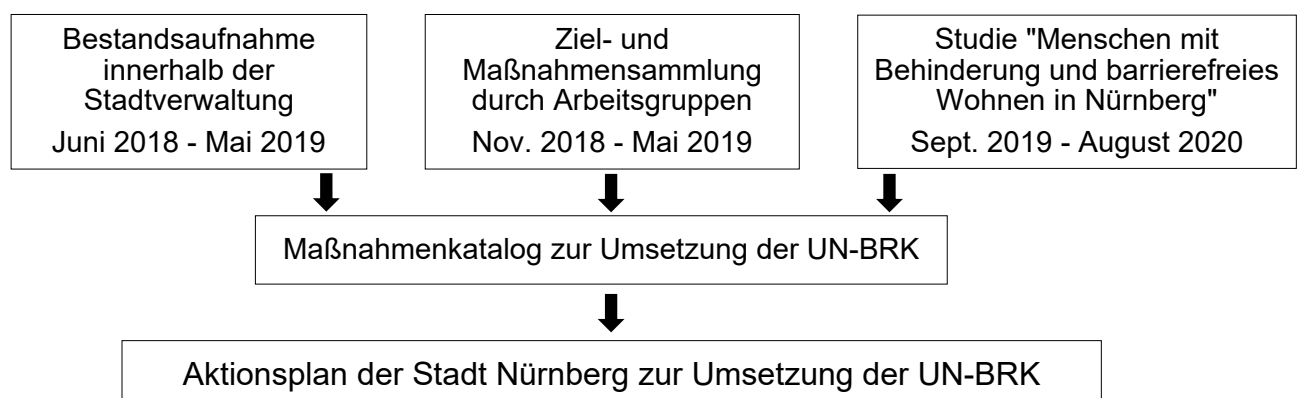 Bestandsaufnahme
innerhalb der
Stadtverwaltung
Juni 2018 - Mai 2019
Ziel- und
Maßnahmensammlung
durch Arbeitsgruppen
Nov. 2018 - Mai 2019
Studie "Menschen mit
Behinderung und barrierefreies
Wohnen in Nürnberg"
Sept. 2019 - August 2020
Maßnahmenkatalog zur Umsetzung der UN-BRK
Aktionsplan der Stadt Nürnberg zur Umsetzung der UN-BRK